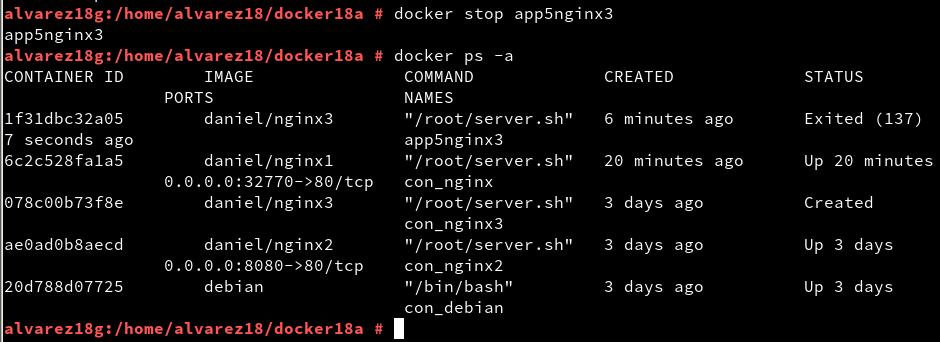 alvarez18g:/home/alvarez18/docker18a # docker stop app5nginx3
app5nginx3
alvarez18g:/home/alvarez18/docker18a # docker ps -a
CONTAINER ID        IMAGE               COMMAND             CREATED             STATUS
                PORTS                   NAMES
1f31dbc32a05        daniel/nginx3       "/root/server.sh"   6 minutes ago       Exited (137)
7 seconds ago                           app5nginx3
6c2c528fa1a5        daniel/nginx1       "/root/server.sh"   20 minutes ago      Up 20 minutes
                0.0.0.0:32770->80/tcp   con_nginx
078c00b73f8e        daniel/nginx3       "/root/server.sh"   3 days ago          Created
                                        con_nginx3
ae0ad0b8aecd        daniel/nginx2       "/root/server.sh"   3 days ago          Up 3 days
                0.0.0.0:8080->80/tcp    con_nginx2
20d788d07725        debian              "/bin/bash"         3 days ago          Up 3 days
                                        con_debian
alvarez18g:/home/alvarez18/docker18a #